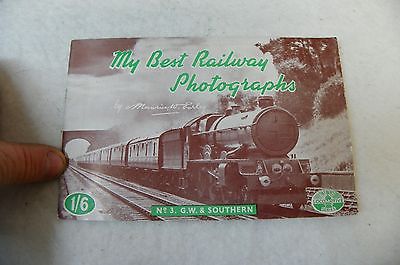 My Best Railway
Photographs
by Maurice W. Earley
1/6
Nº 3. G.W. & SOUTHERN